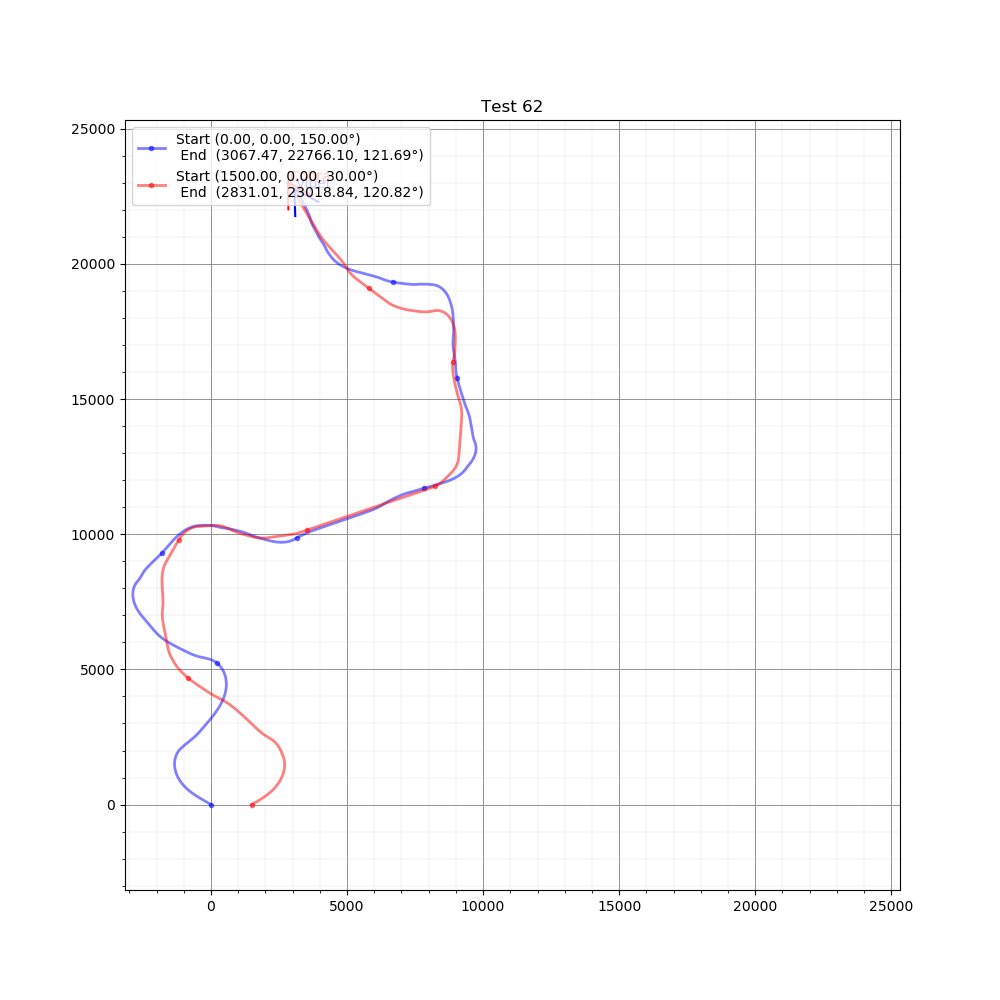 Test 62
Start (0.00, 0.00, 150.00°)
End (3067.47, 22766.10, 121.69°)
Start (1500.00, 0.00, 30.00°)
End (2831.01, 23018.84, 120.82°)
25000
20000
15000
10000
5000
0
0 5000 10000 15000 20000 25000